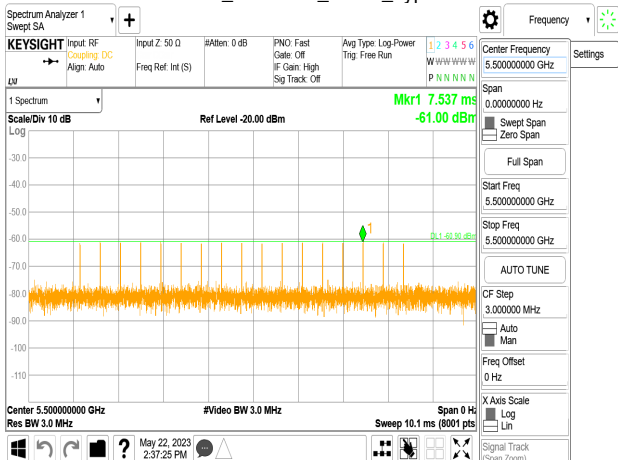 Spectrum Analyzer 1
Swept SA
+
Frequency
KEYSIGHT
Input: RF
Coupling: DC
Align: Auto
Input Z: 50 Ω
Freq Ref: Int (S)
#Atten: 0 dB
PNO: Fast
Gate: Off
IF Gain: High
Sig Track: Off
Avg Type: Log-Power
Trig: Free Run
1 2 3 4 5 6
W W W W W W
P N N N N N
LXI
1 Spectrum
Mkr1 7.537 ms
-61.00 dBm
Scale/Div 10 dB
Ref Level -20.00 dBm
Log
-30.0
-40.0
-50.0
-60.0
-70.0
-80.0
-90.0
-100
-110
1
DL1 -60.90 dBm
Center 5.500000000 GHz
#Video BW 3.0 MHz
Span 0 Hz
Res BW 3.0 MHz
Sweep 10.1 ms (8001 pts)
?
May 22, 2023
2:37:25 PM
Center Frequency
5.500000000 GHz
Settings
Span
0.00000000 Hz
Swept Span
Zero Span
Full Span
Start Freq
5.500000000 GHz
Stop Freq
5.500000000 GHz
AUTO TUNE
CF Step
3.000000 MHz
Auto
Man
Freq Offset
0 Hz
X Axis Scale
Log
Lin
Signal Track
(Span Zoom)